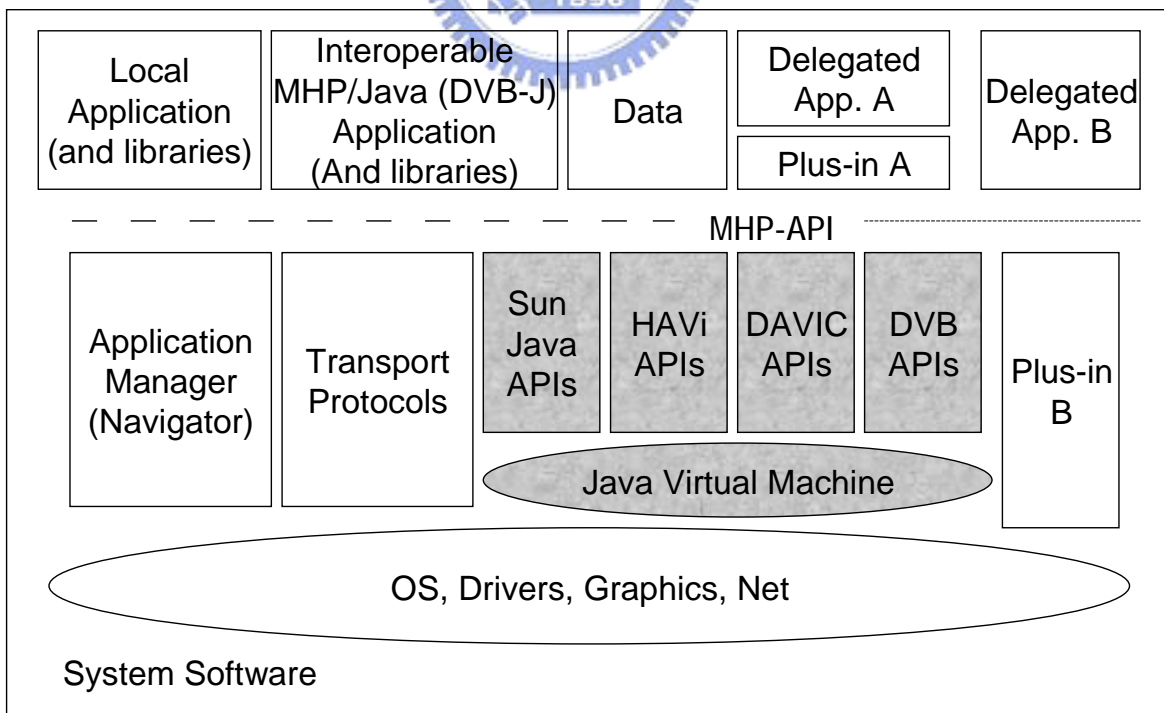 1896
Local
Application
(and libraries)
Interoperable
MHP/Java (DVB-J)
Application
(And libraries)
Data
Delegated
App. A
Plus-in A
Delegated
App. B
MHP-API
Application
Manager
(Navigator)
Transport
Protocols
Sun
Java
APIs
HAVi
APIs
DAVIC
APIs
DVB
APIs
Plus-in
B
Java Virtual Machine
OS, Drivers, Graphics, Net
System Software